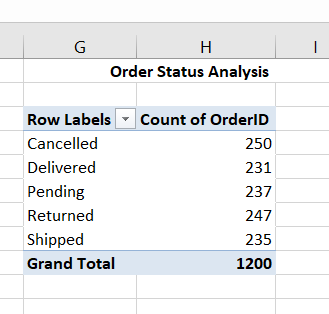 G H I
Order Status Analysis
Row Labels Count of OrderID
Cancelled 250
Delivered 231
Pending 237
Returned 247
Shipped 235
Grand Total 1200